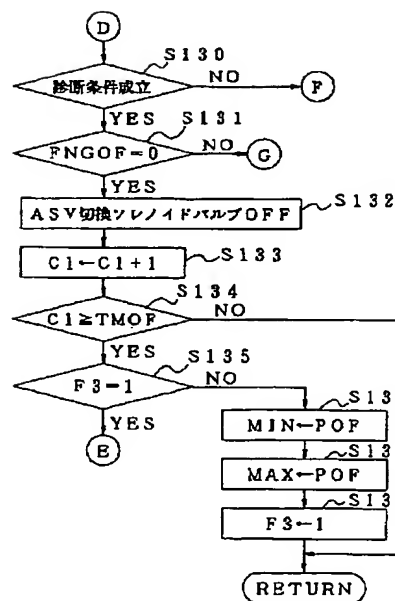 D
S130
診断条件成立
NO
F
YES
S131
FNGOF=0
NO
G
YES
S132
ASV切換ソレノイドバルブOFF
S133
C1←C1+1
S134
C1≧TMOF
NO
YES
S135
F3=1
NO
YES
E
S13
MIN←POF
S13
MAX←POF
S13
F3←1
RETURN